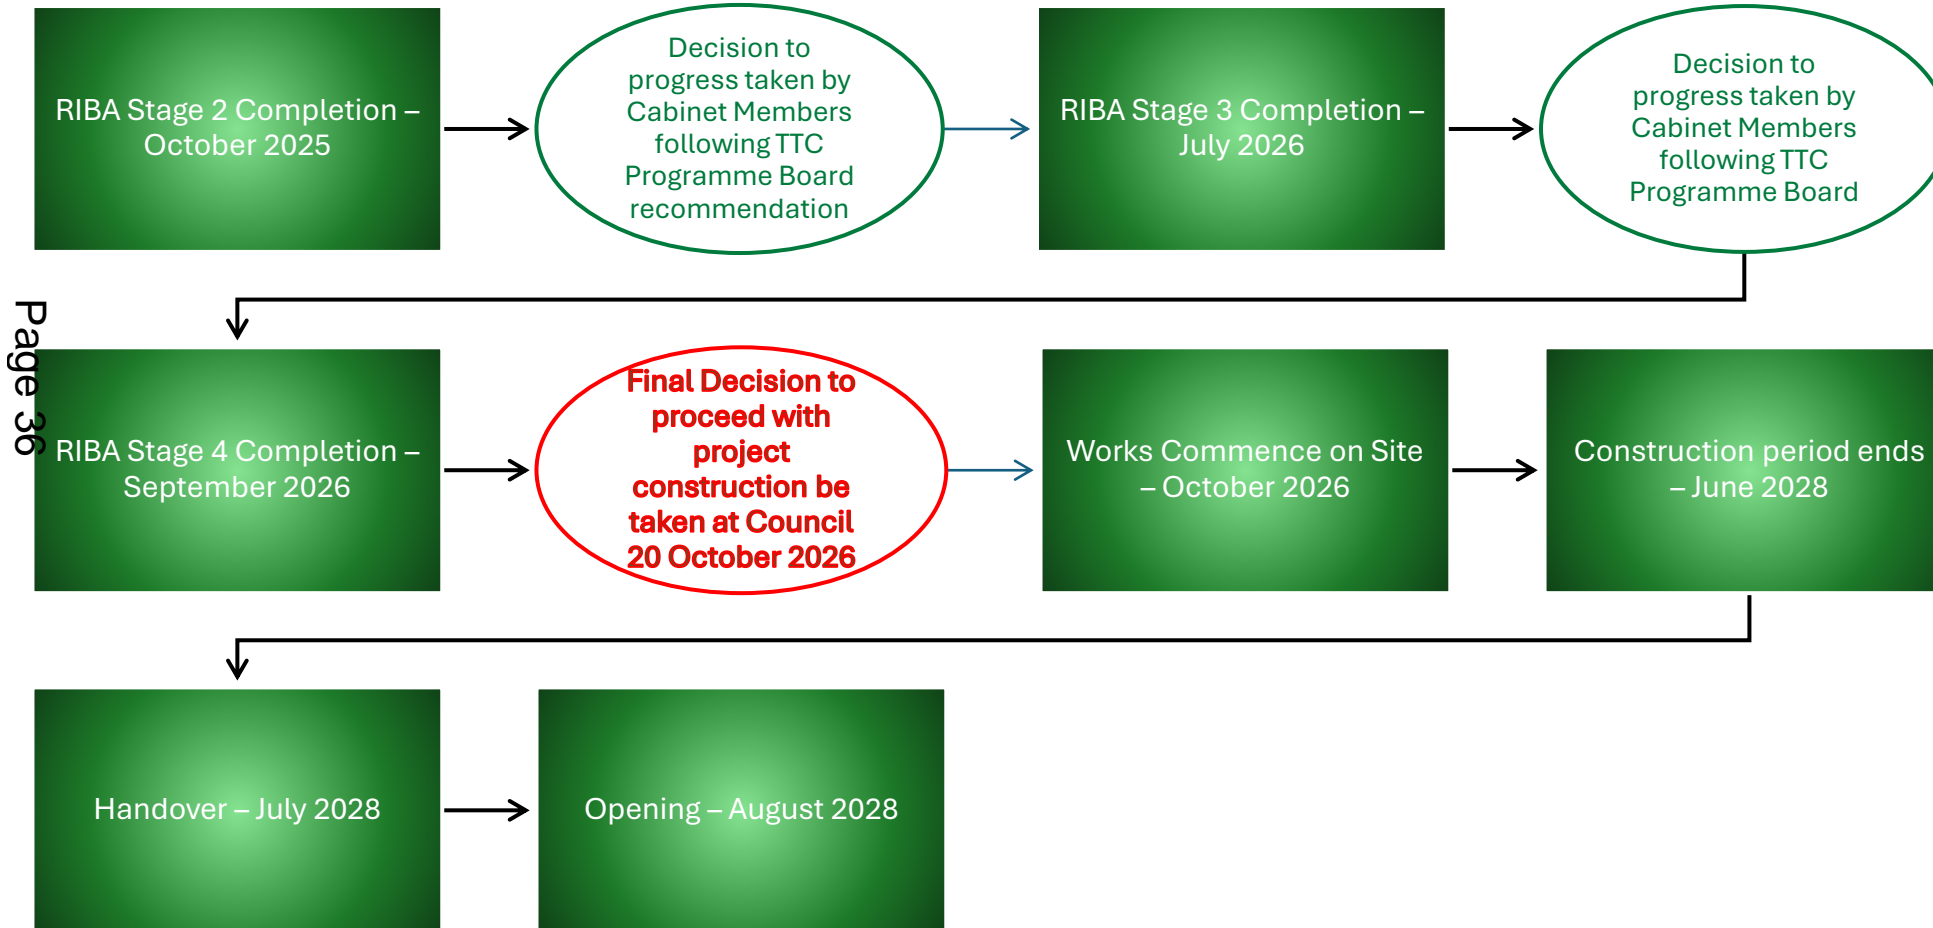 RIBA Stage 2 Completion –
October 2025
Decision to
progress taken by
Cabinet Members
following TTC
Programme Board
recommendation
RIBA Stage 3 Completion –
July 2026
Decision to
progress taken by
Cabinet Members
following TTC
Programme Board
Page 36
RIBA Stage 4 Completion –
September 2026
Final Decision to
proceed with
project
construction be
taken at Council
20 October 2026
Works Commence on Site
– October 2026
Construction period ends
– June 2028
Handover – July 2028
Opening – August 2028